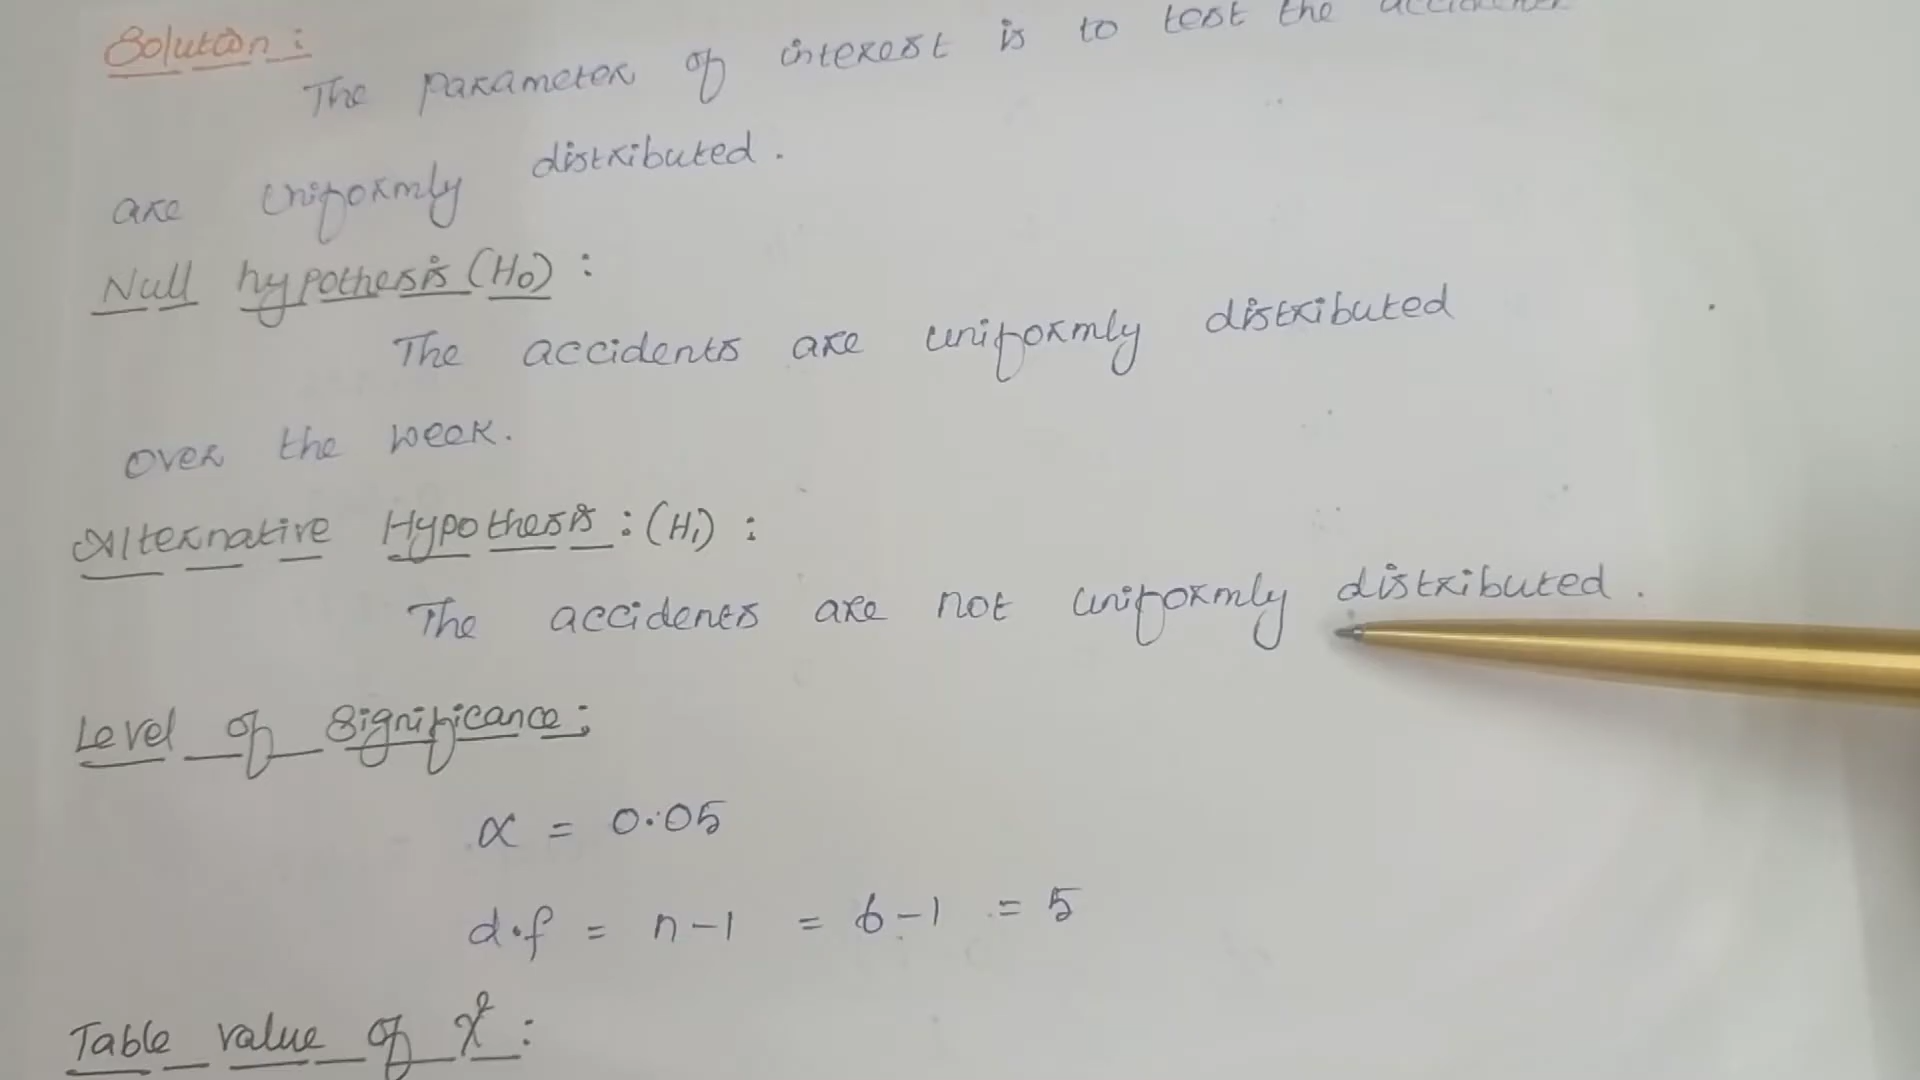 Solution:
The parameter of interest is to test the
are uniformly distributed.
Null hypothesis (H0) :
The accidents are uniformly distributed
over the week.
Alternative Hypothesis : (H1) :
The accidents are not uniformly distributed.
Level of Significance :
α = 0.05
d.f = n-1 = 6-1 = 5
Table value of χ² :